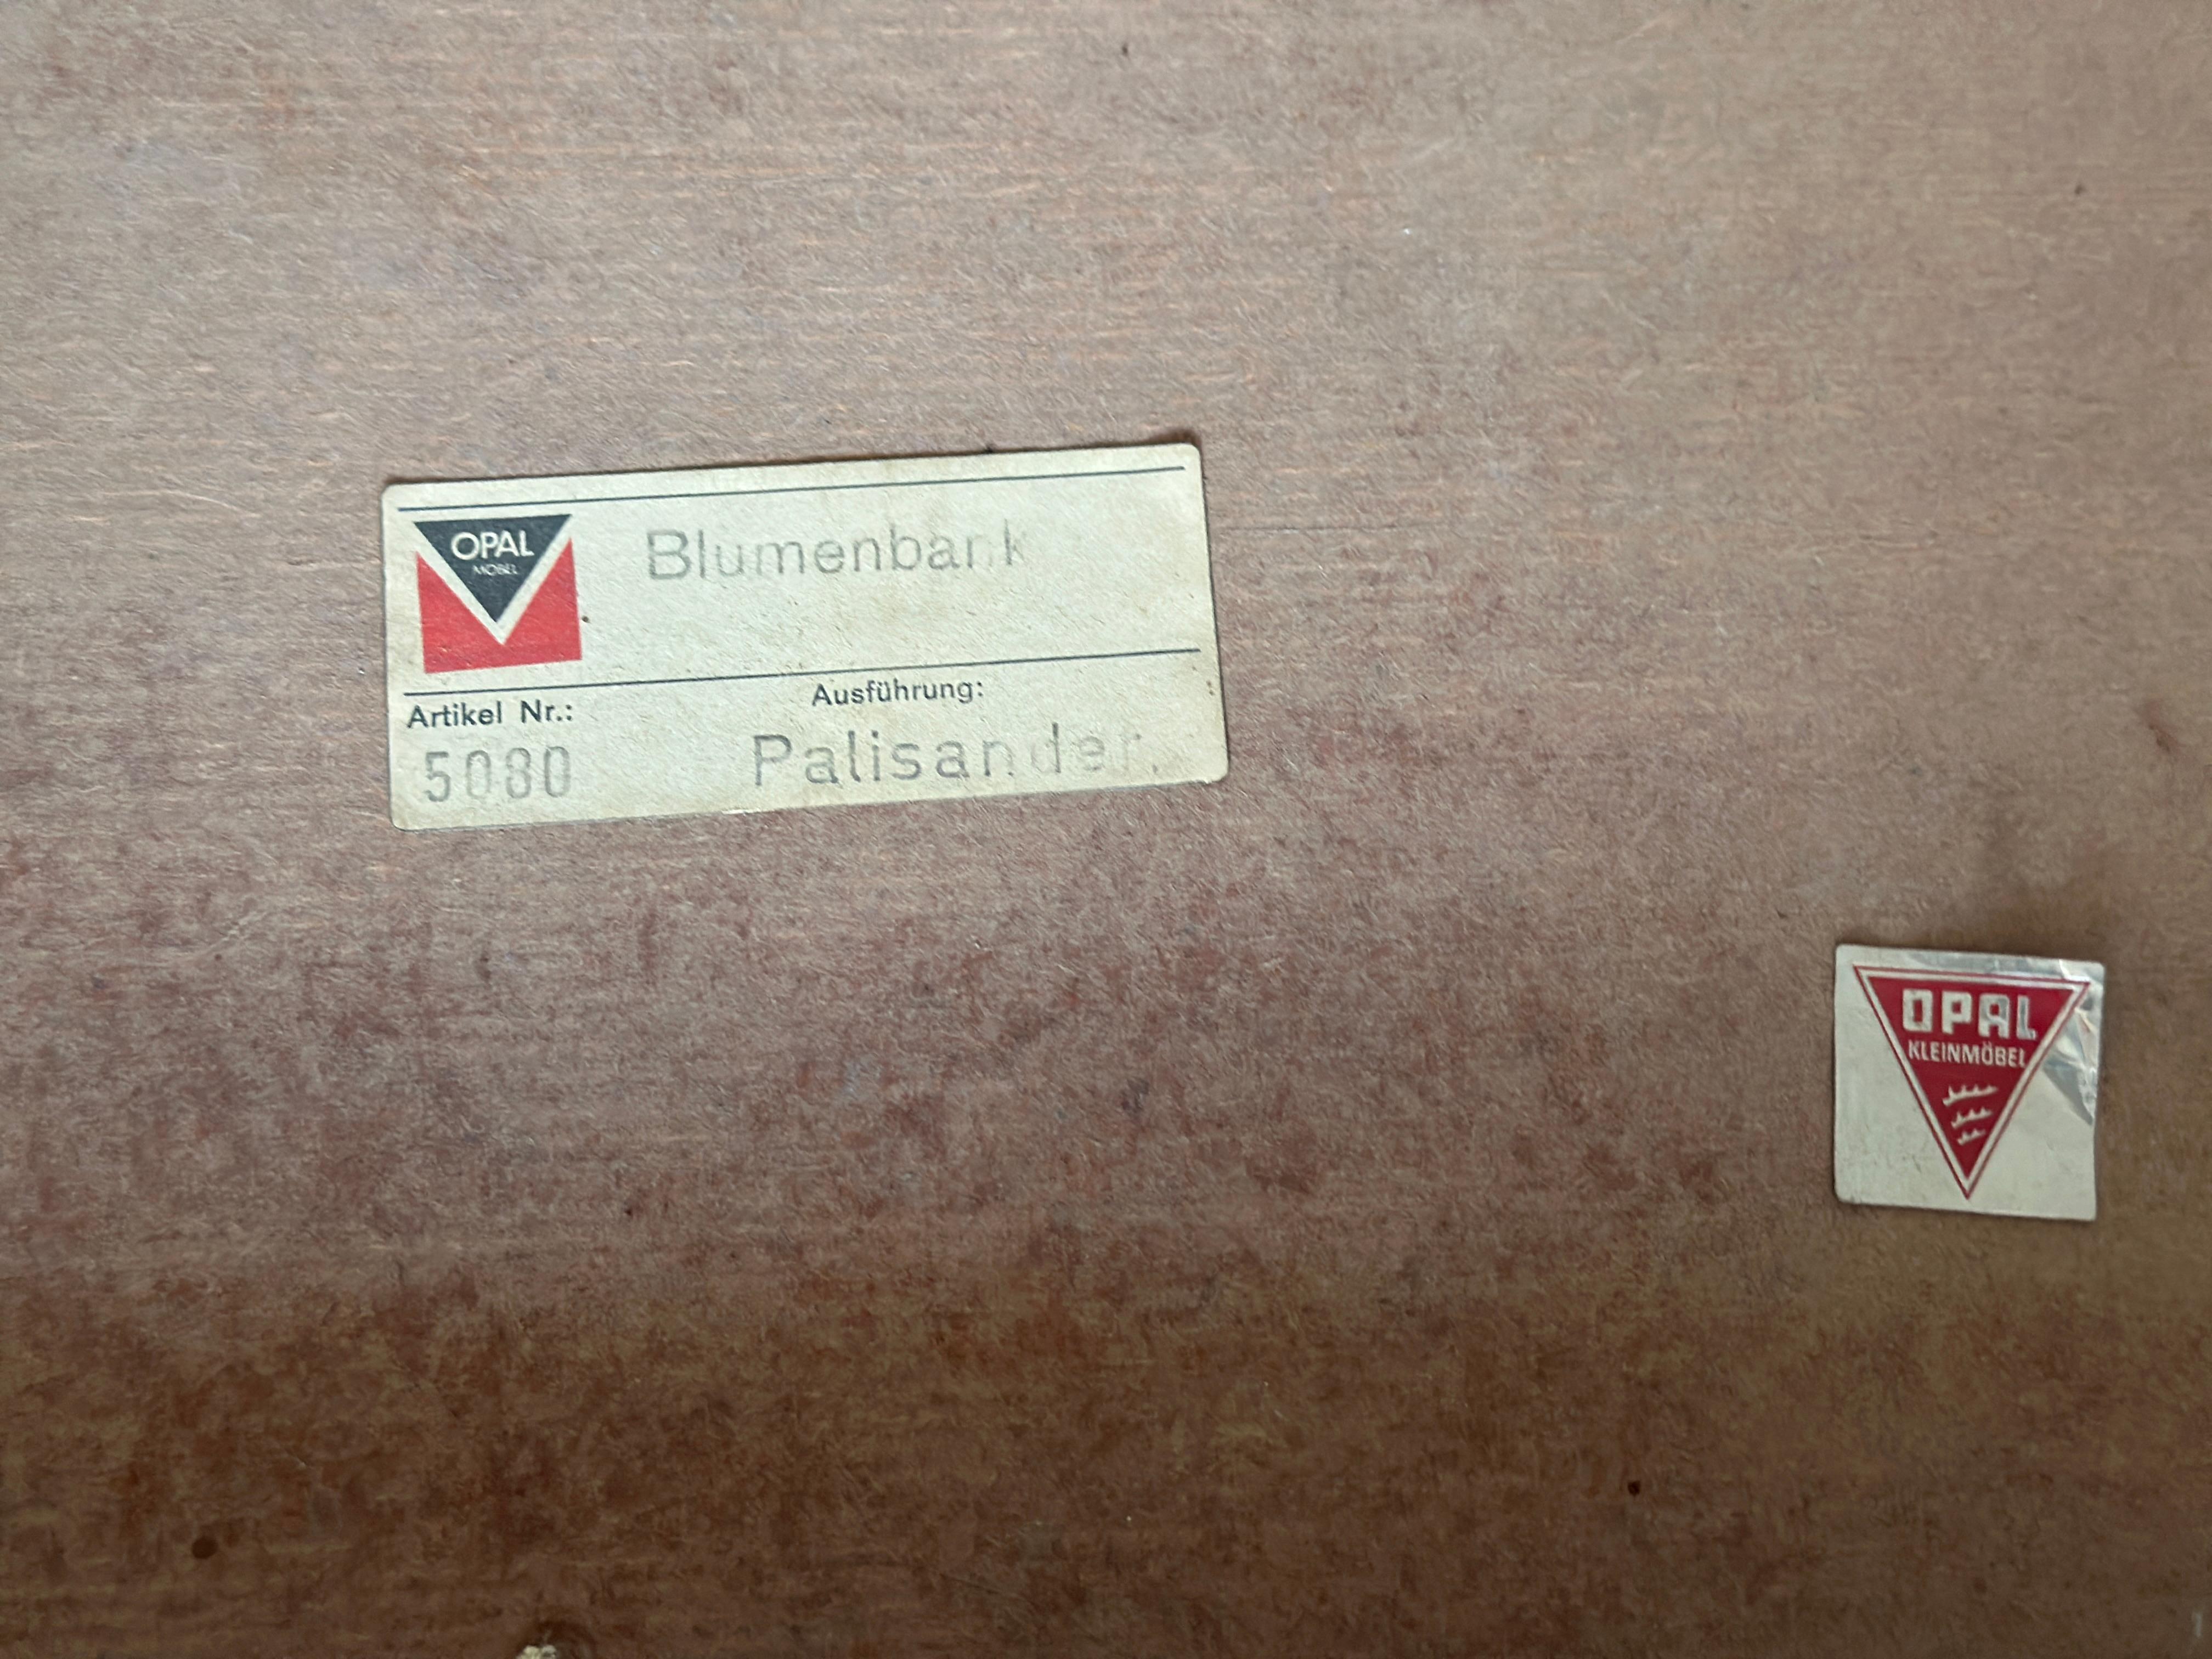 OPAL
MÖBEL
Blumenbank
Artikel Nr.:
Ausführung:
5080
Palisander.
OPAL
KLEINMÖBEL